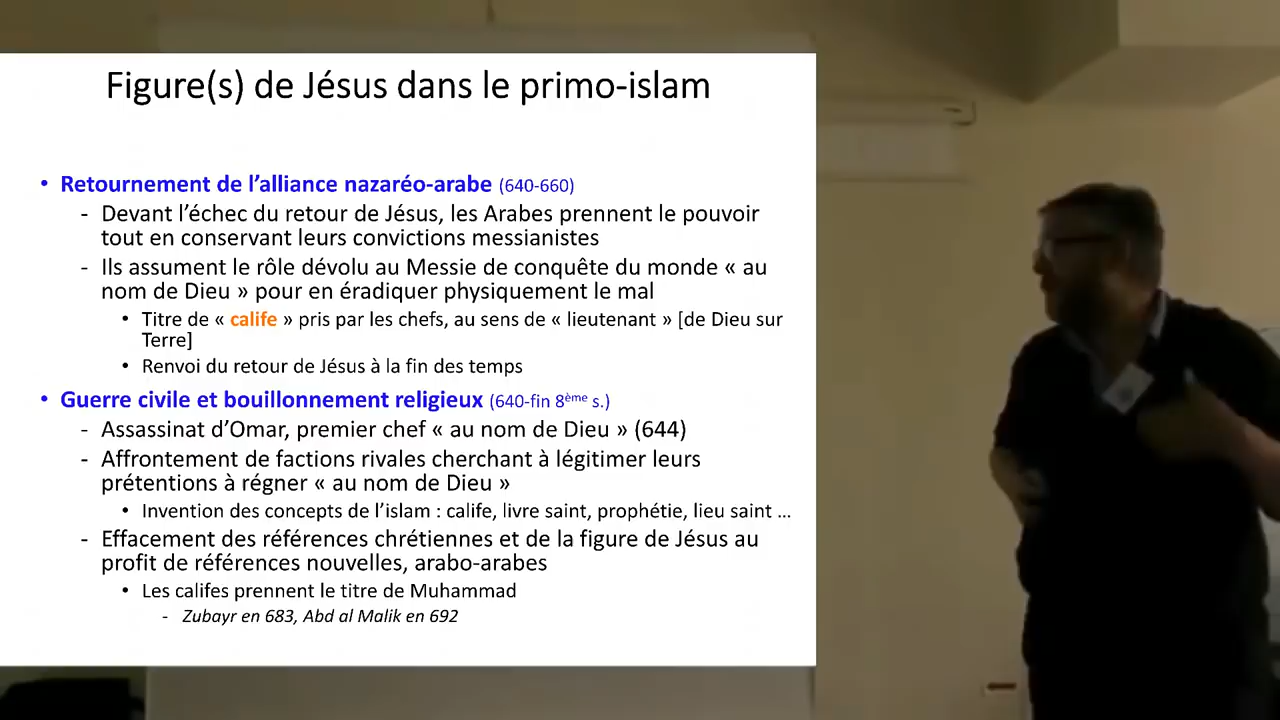 Figure(s) de Jésus dans le primo-islam
• Retournement de l’alliance nazaréo-arabe (640-660)
- Devant l’échec du retour de Jésus, les Arabes prennent le pouvoir
tout en conservant leurs convictions messianistes
- Ils assument le rôle dévolu au Messie de conquête du monde « au
nom de Dieu » pour en éradiquer physiquement le mal
• Titre de « calife » pris par les chefs, au sens de « lieutenant » [de Dieu sur
Terre]
• Renvoi du retour de Jésus à la fin des temps
• Guerre civile et bouillonnement religieux (640-fin 8ème s.)
- Assassinat d’Omar, premier chef « au nom de Dieu » (644)
- Affrontement de factions rivales cherchant à légitimer leurs
prétentions à régner « au nom de Dieu »
• Invention des concepts de l’islam : calife, livre saint, prophétie, lieu saint ...
- Effacement des références chrétiennes et de la figure de Jésus au
profit de références nouvelles, arabo-arabes
• Les califes prennent le titre de Muhammad
- Zubayr en 683, Abd al Malik en 692